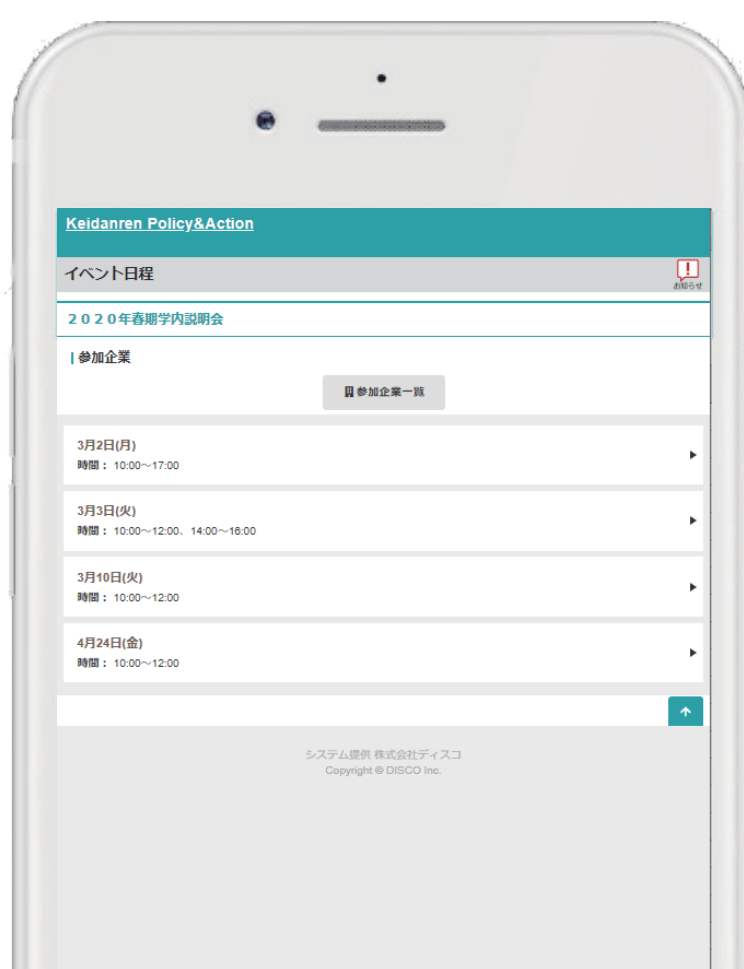 Keidanren Policy&Action
イベント日程
お知らせ
２０２０年春期学内説明会
参加企業
参加企業一覧
3月2日(月)
時間： 10:00～17:00
3月3日(火)
時間： 10:00～12:00、14:00～16:00
3月10日(火)
時間： 10:00～12:00
4月24日(金)
時間： 10:00～12:00
システム提供 株式会社ディスコ
Copyright © DISCO Inc.